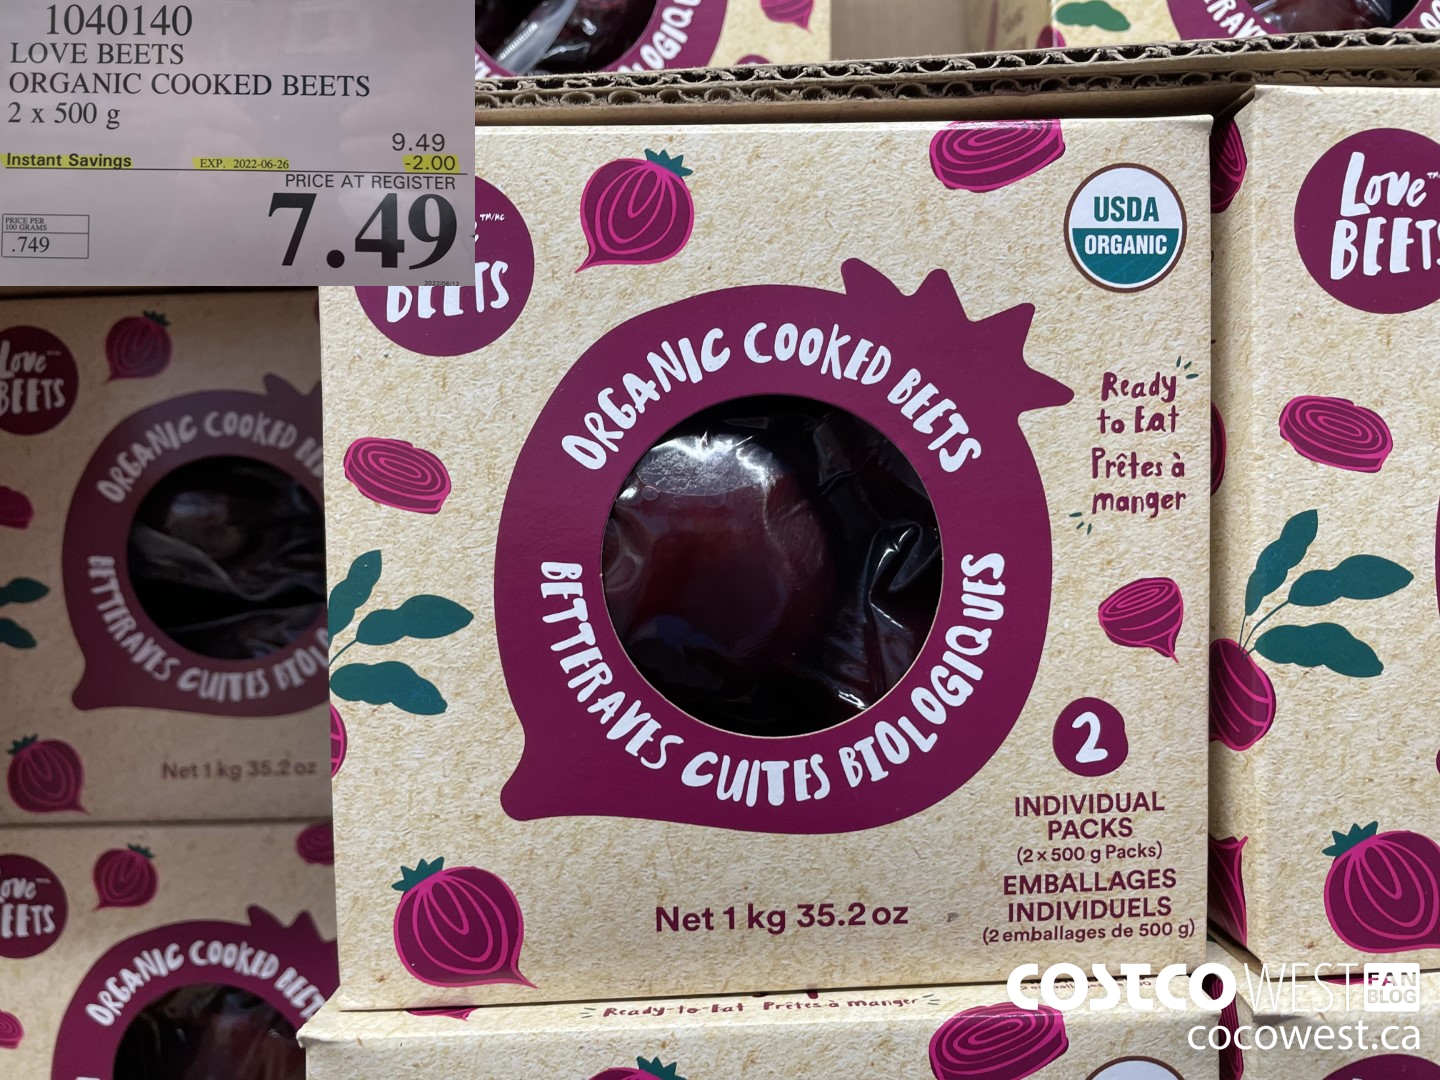 1040140
LOVE BEETS
ORGANIC COOKED BEETS
2 x 500 g
9.49
Instant Savings EXP. 2022-06-26 -2.00
PRICE AT REGISTER
7.49
PRICE PER
100 GRAMS
.749
TM/MC
BEETS
USDA
ORGANIC
ORGANIC COOKED BEETS
BETTERAVES CUITES BIOLOGIQUES
Ready
to Eat
Prêtes à
manger
2
INDIVIDUAL
PACKS
(2 x 500 g Packs)
EMBALLAGES
INDIVIDUELS
(2 emballages de 500 g)
Net 1 kg 35.2 oz
Love
BEETS
ORGANIC COOKED
BETTERAVES CUITES
Net 1 kg 35.2 oz
ORGANIC COOKED
Love
BEETS
Ready to Eat Prêtes à manger
COSTCO WEST FAN
BLOG
cocowest.ca